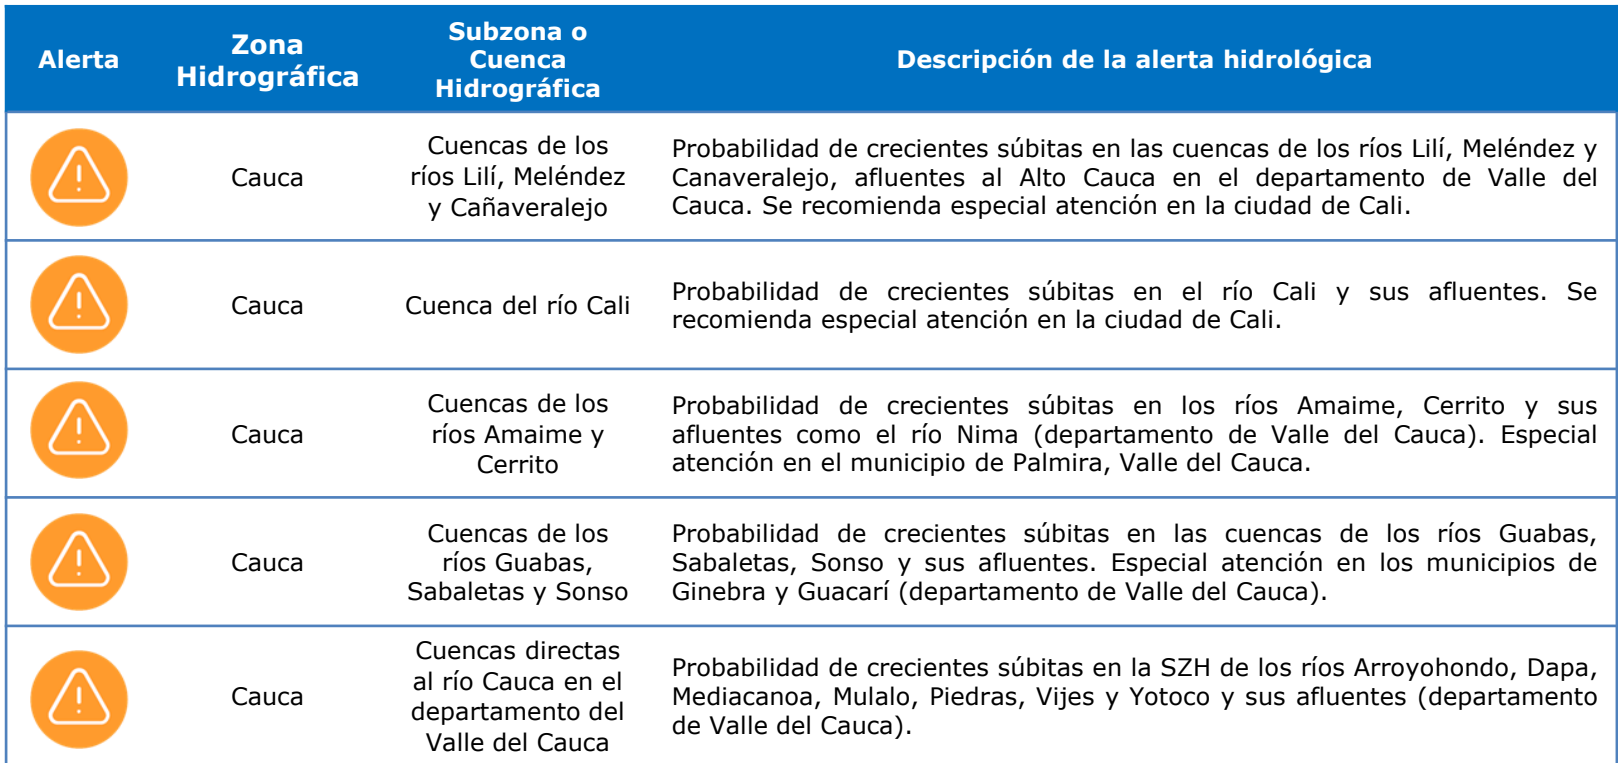 Alerta
Zona
Hidrográfica
Subzona o
Cuenca
Hidrográfica
Descripción de la alerta hidrológica
Cauca
Cuencas de los
ríos Lilí, Meléndez
y Cañaveralejo
Probabilidad de crecientes súbitas en las cuencas de los ríos Lilí, Meléndez y
Canaveralejo, afluentes al Alto Cauca en el departamento de Valle del
Cauca. Se recomienda especial atención en la ciudad de Cali.
Cauca
Cuenca del río Cali
Probabilidad de crecientes súbitas en el río Cali y sus afluentes. Se
recomienda especial atención en la ciudad de Cali.
Cauca
Cuencas de los
ríos Amaime y
Cerrito
Probabilidad de crecientes súbitas en los ríos Amaime, Cerrito y sus
afluentes como el río Nima (departamento de Valle del Cauca). Especial
atención en el municipio de Palmira, Valle del Cauca.
Cauca
Cuencas de los
ríos Guabas,
Sabaletas y Sonso
Probabilidad de crecientes súbitas en las cuencas de los ríos Guabas,
Sabaletas, Sonso y sus afluentes. Especial atención en los municipios de
Ginebra y Guacarí (departamento de Valle del Cauca).
Cauca
Cuencas directas
al río Cauca en el
departamento del
Valle del Cauca
Probabilidad de crecientes súbitas en la SZH de los ríos Arroyohondo, Dapa,
Mediacanoa, Mulalo, Piedras, Vijes y Yotoco y sus afluentes (departamento
de Valle del Cauca).